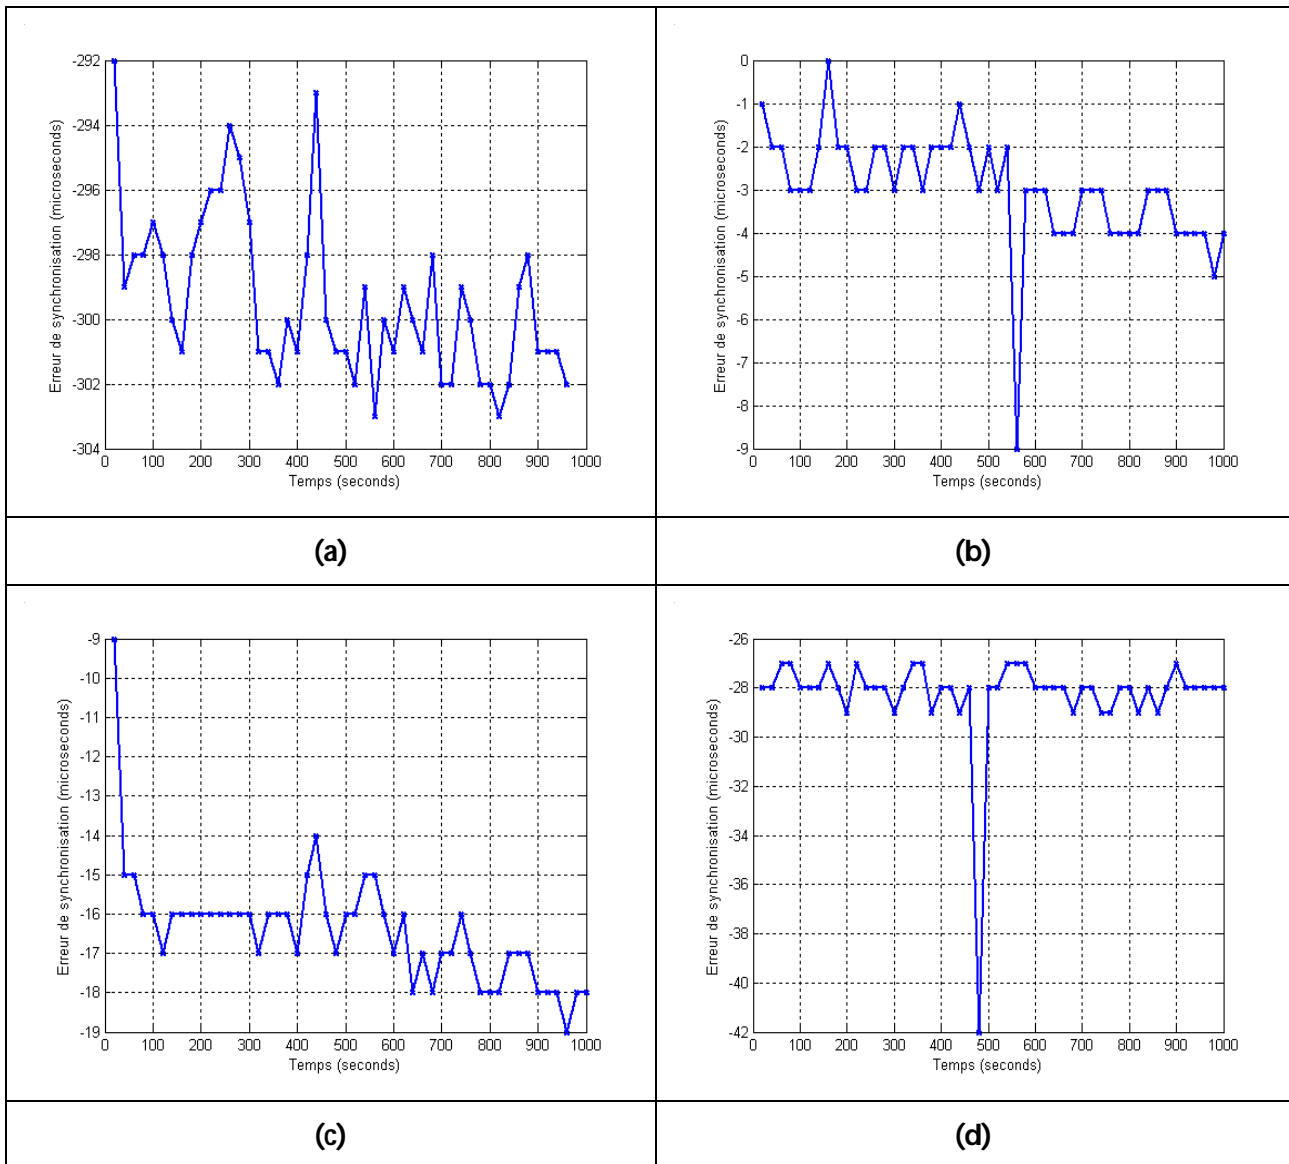 -292
-294
-296
-298
-300
-302
-304
0 100 200 300 400 500 600 700 800 900 1000
Temps (seconds)
Erreur de synchronisation (microseconds)
0
-1
-2
-3
-4
-5
-6
-7
-8
-9
0 100 200 300 400 500 600 700 800 900 1000
Temps (seconds)
Erreur de synchronisation (microseconds)
(a)
(b)
-9
-10
-11
-12
-13
-14
-15
-16
-17
-18
-19
0 100 200 300 400 500 600 700 800 900 1000
Temps (seconds)
Erreur de synchronisation (microseconds)
-26
-28
-30
-32
-34
-36
-38
-40
-42
0 100 200 300 400 500 600 700 800 900 1000
Temps (seconds)
Erreur de synchronisation (microseconds)
(c)
(d)